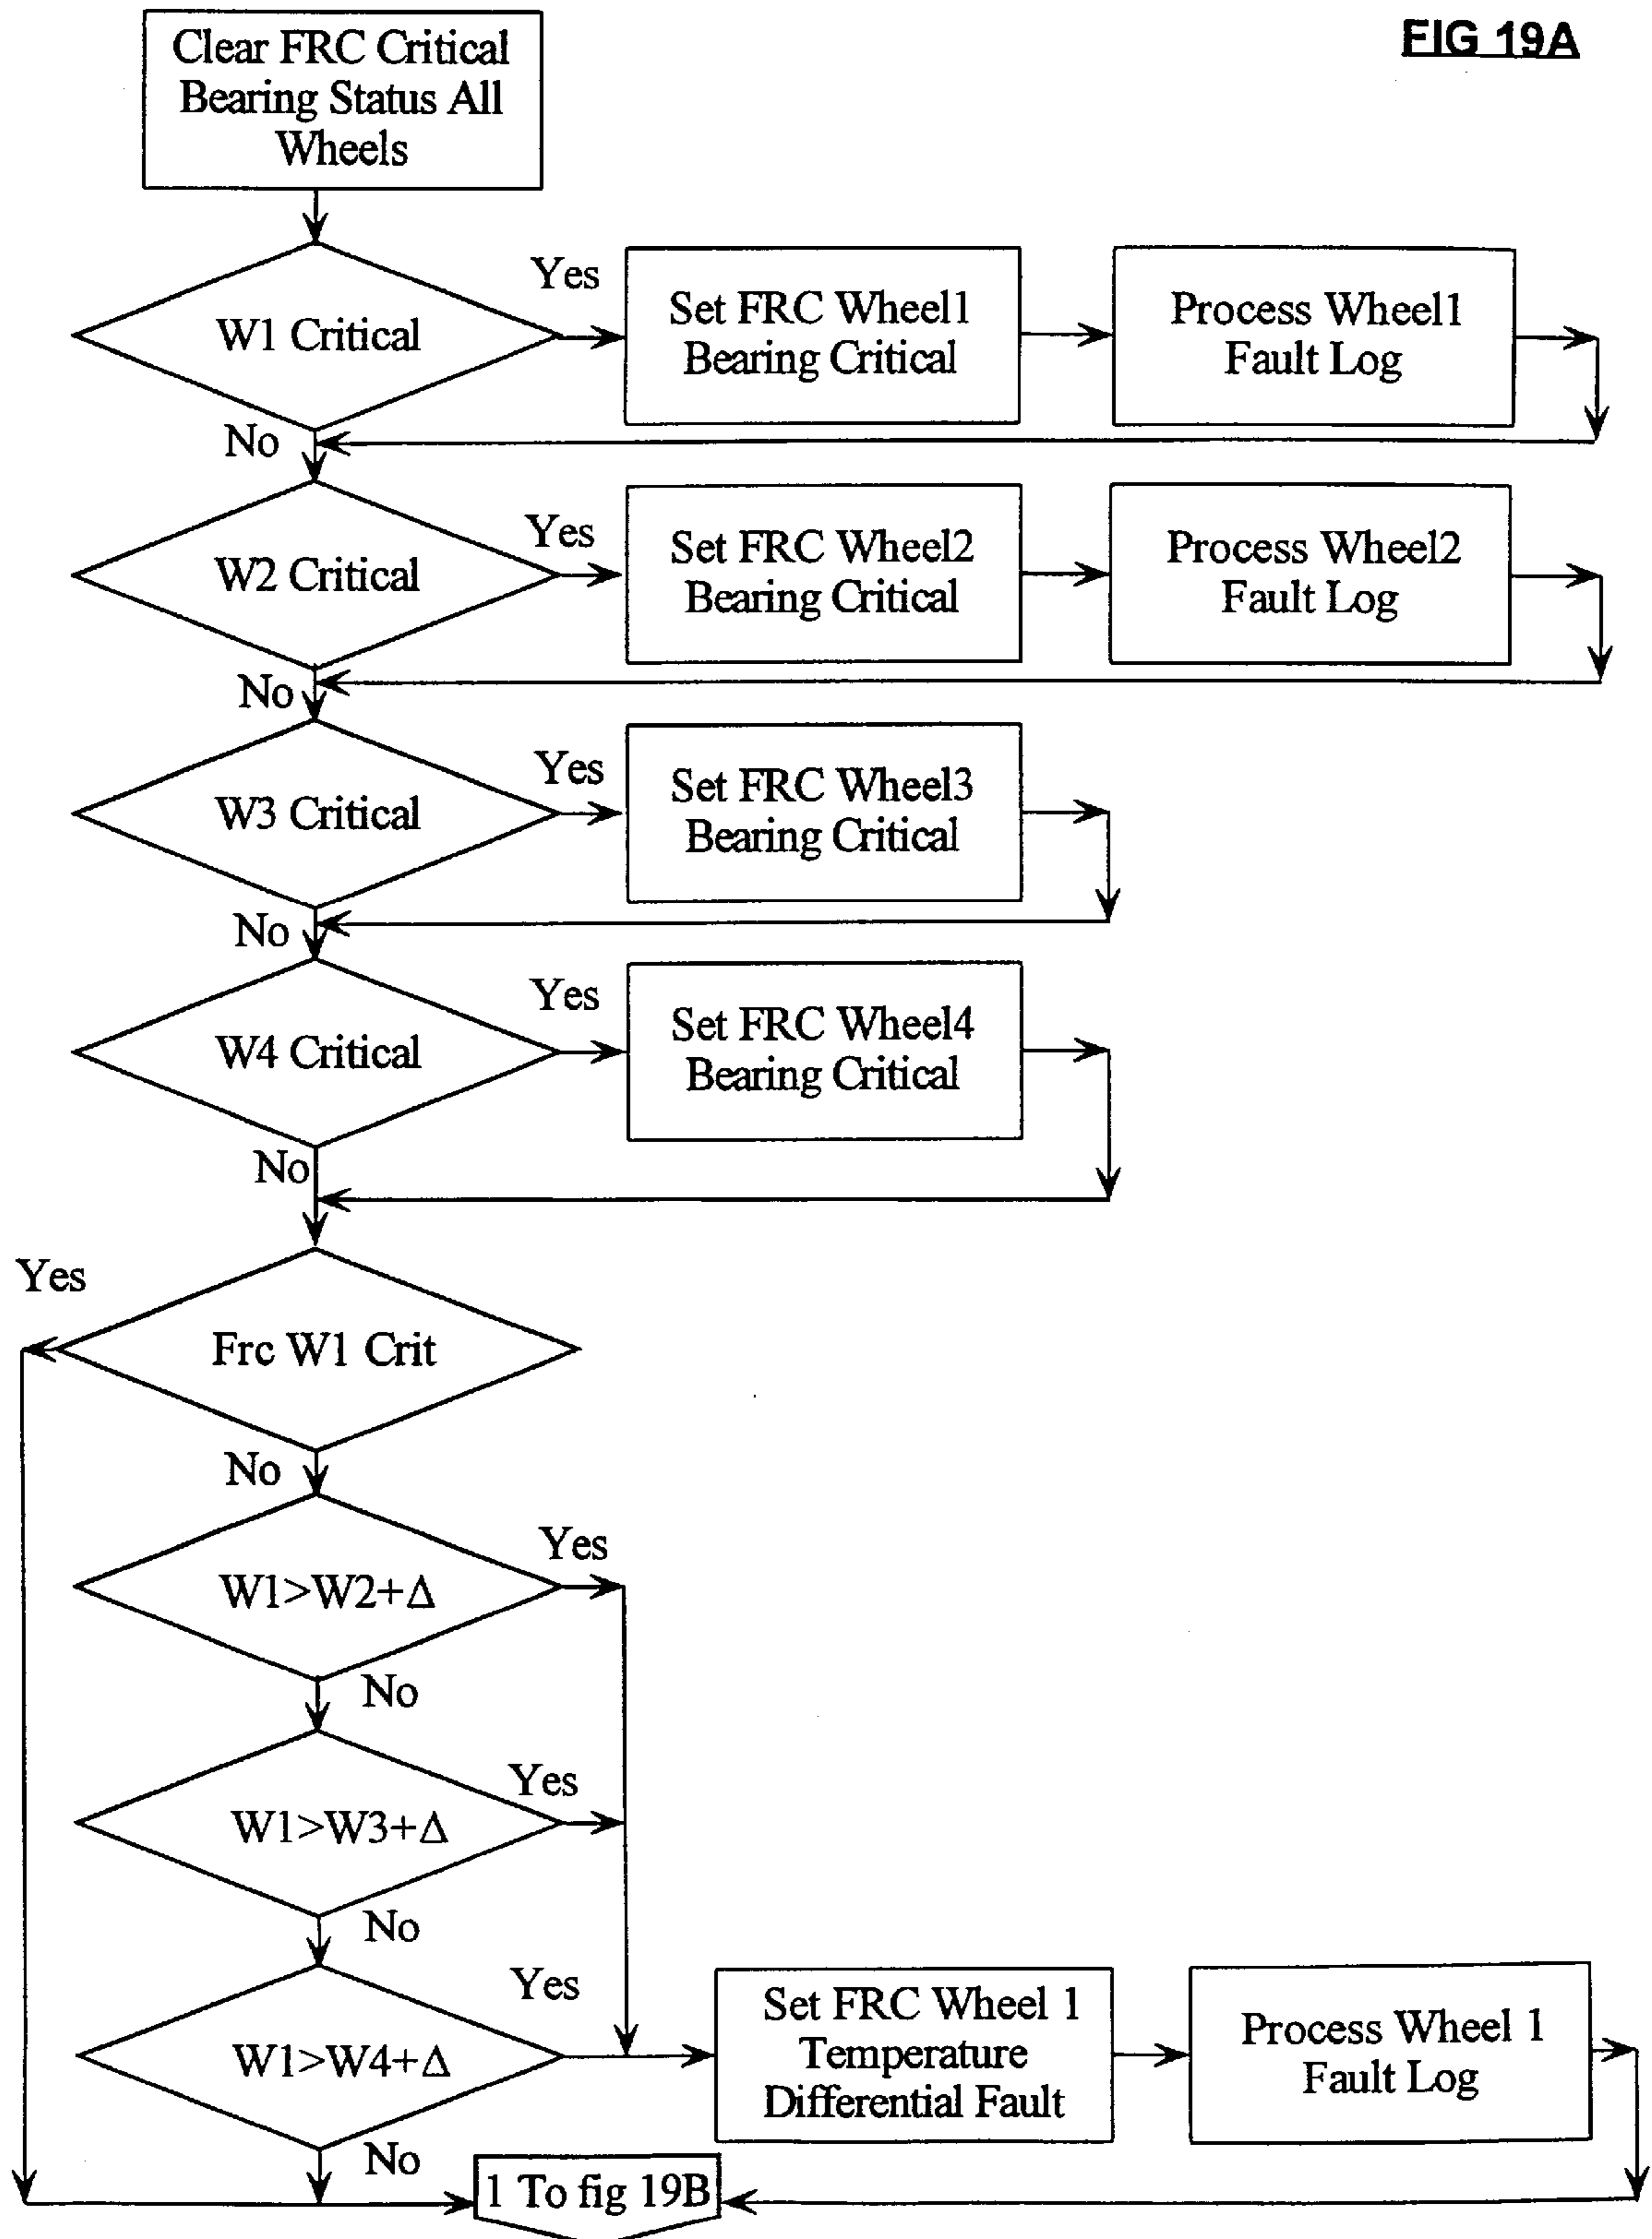 FIG 19A
Clear FRC Critical
Bearing Status All
Wheels
Yes
W1 Critical
Set FRC Wheel1
Bearing Critical
Process Wheel1
Fault Log
No
Yes
W2 Critical
Set FRC Wheel2
Bearing Critical
Process Wheel2
Fault Log
No
Yes
W3 Critical
Set FRC Wheel3
Bearing Critical
No
Yes
W4 Critical
Set FRC Wheel4
Bearing Critical
No
Yes
Frc W1 Crit
No
Yes
W1>W2+Δ
No
Yes
W1>W3+Δ
No
Yes
W1>W4+Δ
Set FRC Wheel 1
Temperature
Differential Fault
Process Wheel 1
Fault Log
No
1 To fig 19B